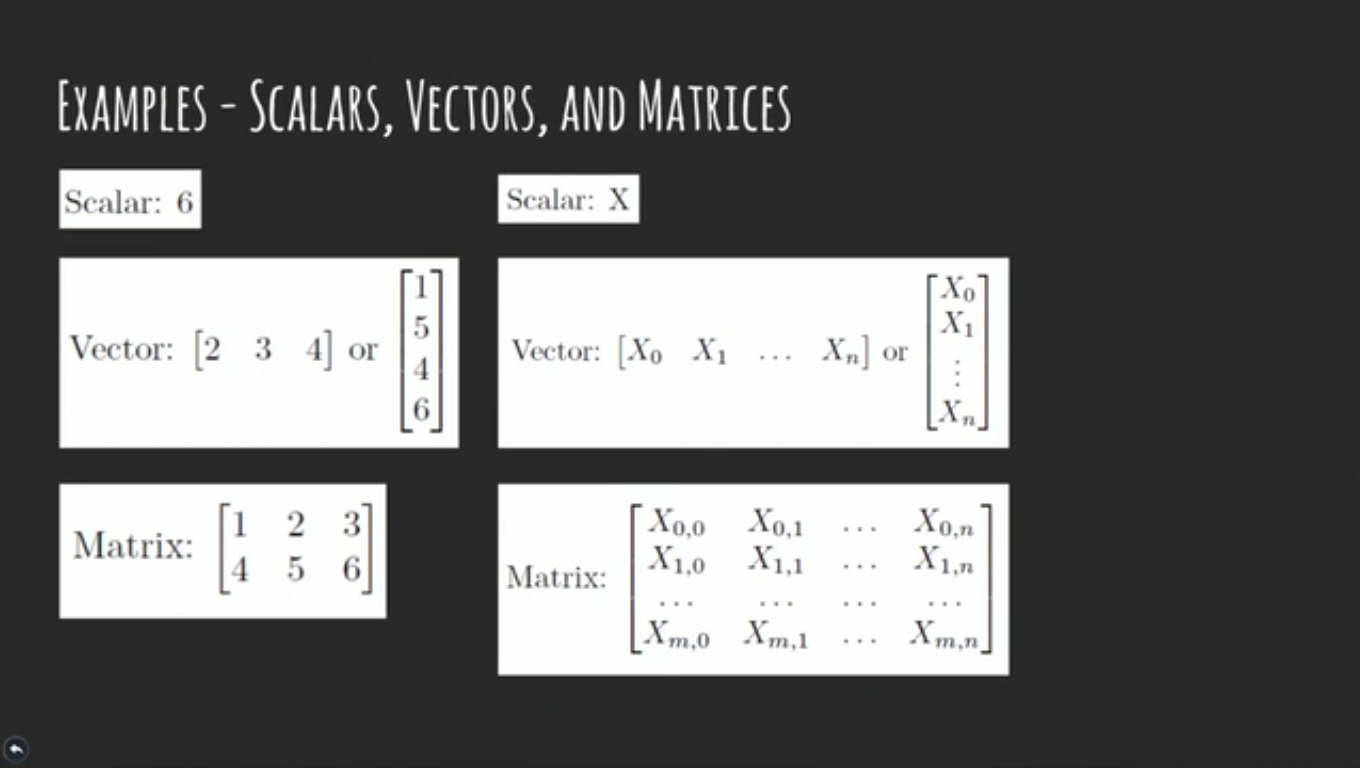 EXAMPLES - SCALARS, VECTORS, AND MATRICES
Scalar: 6
Scalar: X
Vector: [2 3 4] or [1 5 4 6]
Vector: [X₀ X₁ … Xₙ] or [X₀ X₁ ⋮ Xₙ]
Matrix: [1 2 3
4 5 6]
Matrix: [X₀,₀ X₀,₁ … X₀,ₙ
X₁,₀ X₁,₁ … X₁,ₙ
… … … …
Xₘ,₀ Xₘ,₁ … Xₘ,ₙ]